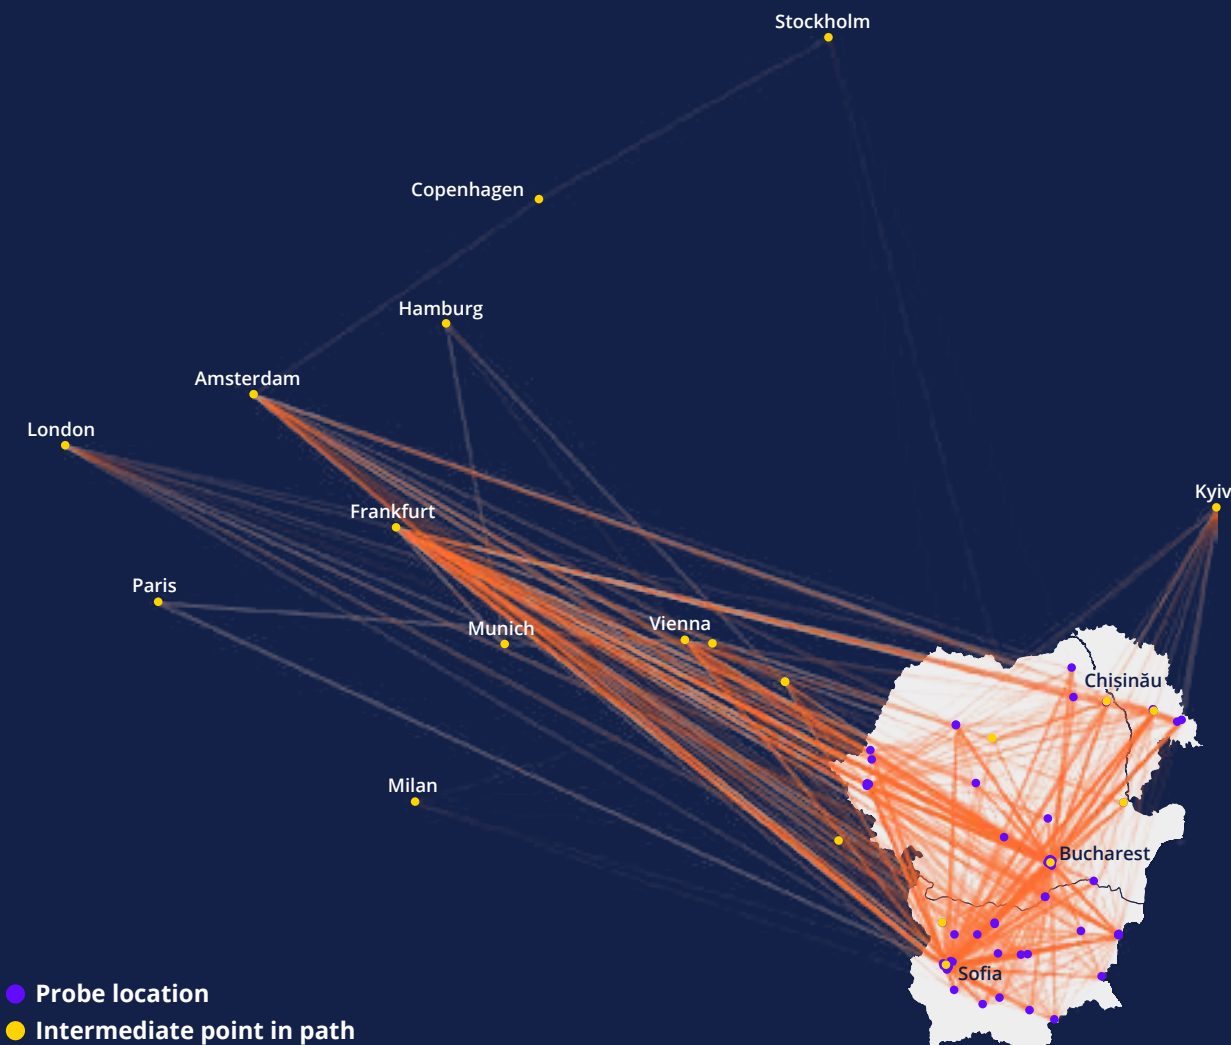 Stockholm
Copenhagen
Hamburg
Amsterdam
London
Kyiv
Frankfurt
Paris
Vienna
Munich
Chișinău
Milan
Bucharest
Sofia
Probe location
Intermediate point in path